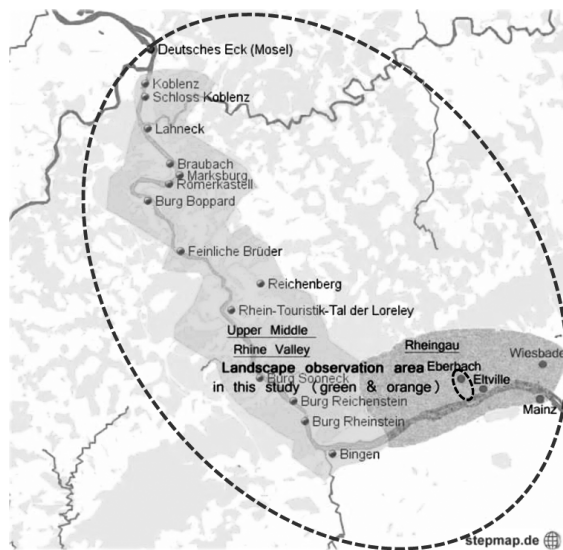 Deutsches Eck (Mosel)
Koblenz
Schloss Koblenz
Lahneck
Braubach
Marksburg
Römerkastell
Burg Boppard
Feinliche Brüder
Reichenberg
Rhein-Touristik-Tal der Loreley
Upper Middle
Rhine Valley
Rheingau
Wiesbade
Landscape observation area
Eberbach
in this study (green & orange)
Eltville
Burg Sooneck
Burg Reichenstein
Mainz
Burg Rheinstein
Bingen
stepmap.de